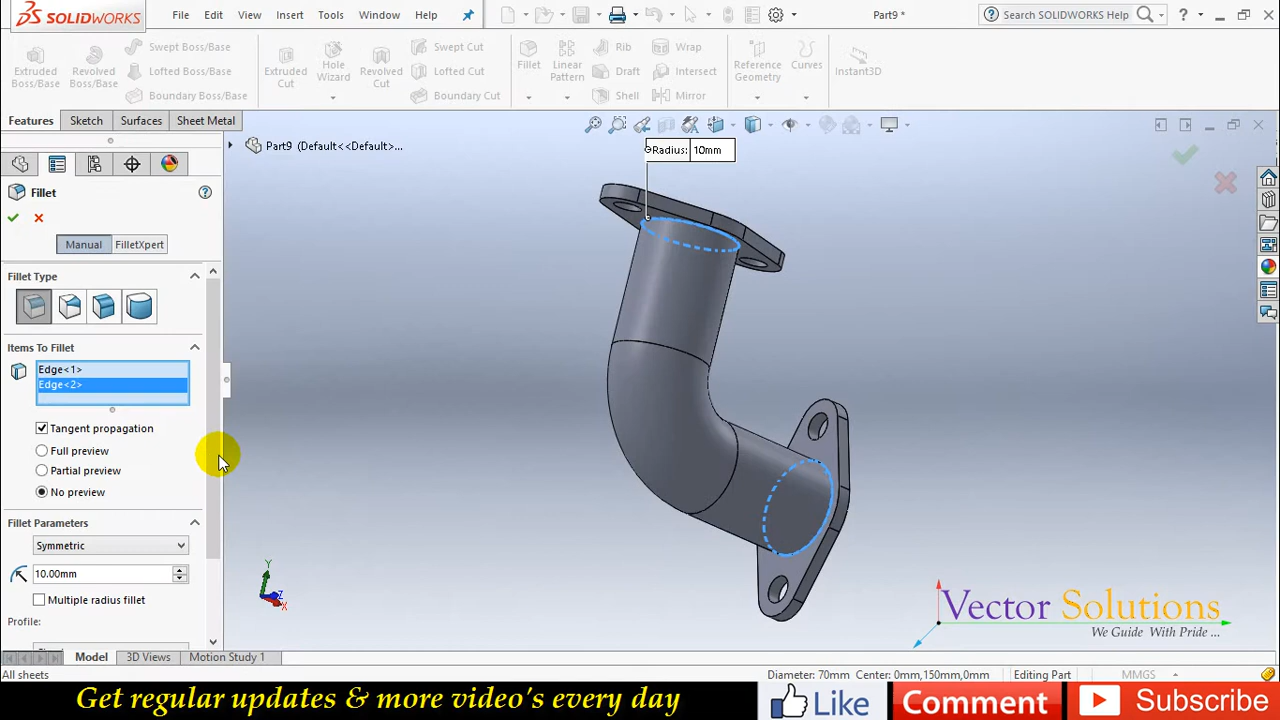 SOLIDWORKS File Edit View Insert Tools Window Help Part9 * Search SOLIDWORKS Help ?
Extruded Boss/Base
Revolved Boss/Base
Swept Boss/Base
Lofted Boss/Base
Boundary Boss/Base
Extruded Cut
Hole Wizard
Revolved Cut
Swept Cut
Lofted Cut
Boundary Cut
Fillet
Linear Pattern
Rib
Draft
Shell
Wrap
Intersect
Mirror
Reference Geometry
Curves
Instant3D
Features Sketch Surfaces Sheet Metal
Part9 (Default<<Default>...
Radius: 10mm
Fillet ?
Manual FilletXpert
Fillet Type
Items To Fillet
Edge<1>
Edge<2>
Tangent propagation
Full preview
Partial preview
No preview
Fillet Parameters
Symmetric
10.00mm
Multiple radius fillet
Profile:
Y
Z
X
Vector Solutions
We Guide With Pride ...
Model 3D Views Motion Study 1
All sheets Diameter: 70mm Center: 0mm,150mm,0mm Editing Part MMGS
Get regular updates & more video's every day Like Comment Subscribe